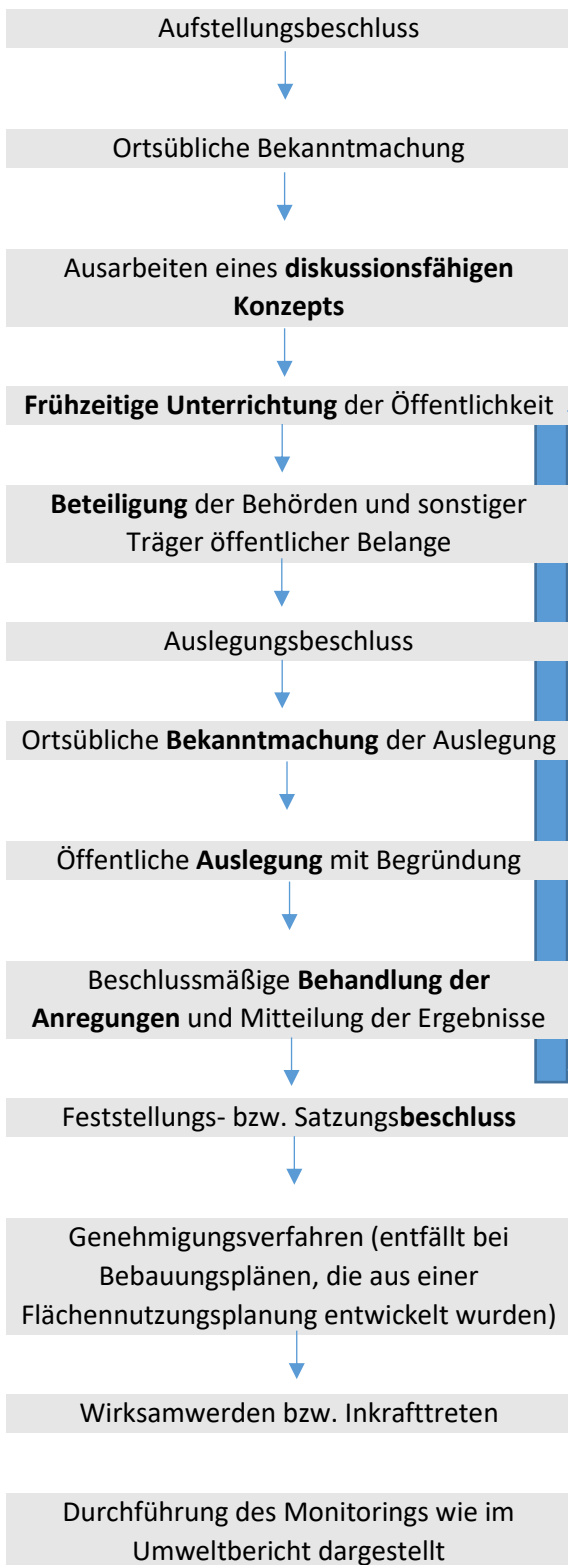 Aufstellungsbeschluss
Ortsübliche Bekanntmachung
Ausarbeiten eines diskussionsfähigen
Konzepts
Frühzeitige Unterrichtung der Öffentlichkeit
Beteiligung der Behörden und sonstiger
Träger öffentlicher Belange
Auslegungsbeschluss
Ortsübliche Bekanntmachung der Auslegung
Öffentliche Auslegung mit Begründung
Beschlussmäßige Behandlung der
Anregungen und Mitteilung der Ergebnisse
Feststellungs- bzw. Satzungsbeschluss
Genehmigungsverfahren (entfällt bei
Bebauungsplänen, die aus einer
Flächennutzungsplanung entwickelt wurden)
Wirksamwerden bzw. Inkrafttreten
Durchführung des Monitorings wie im
Umweltbericht dargestellt